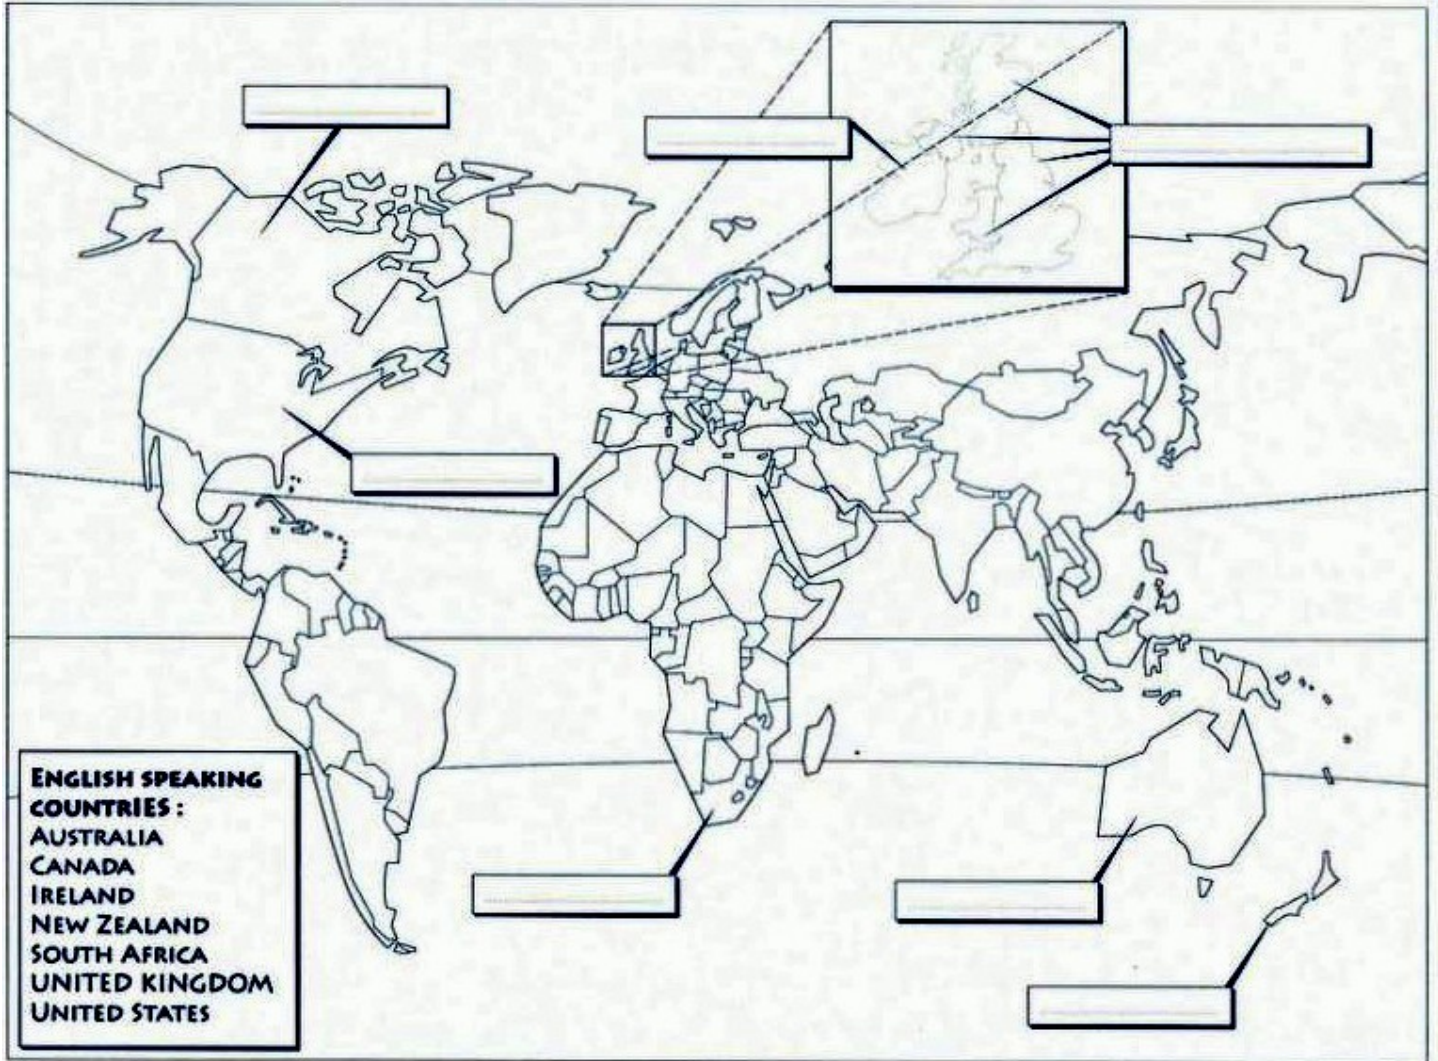 ENGLISH SPEAKING
COUNTRIES :
AUSTRALIA
CANADA
IRELAND
NEW ZEALAND
SOUTH AFRICA
UNITED KINGDOM
UNITED STATES